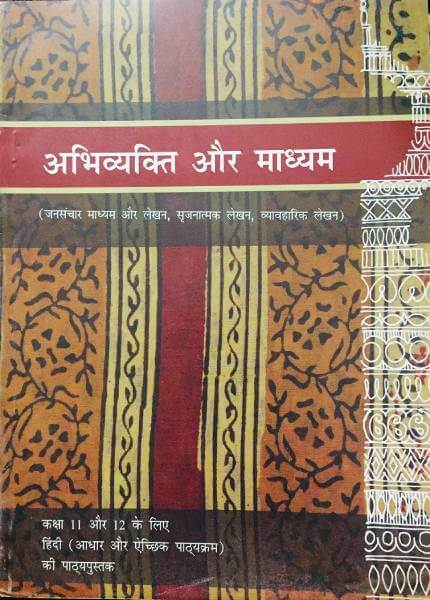 अभिव्यक्ति और माध्यम
(जनसंचार माध्यम और लेखन, सृजनात्मक लेखन, व्यावहारिक लेखन)
कक्षा 11 और 12 के लिए
हिंदी (आधार और ऐच्छिक पाठ्यक्रम)
की पाठ्यपुस्तक